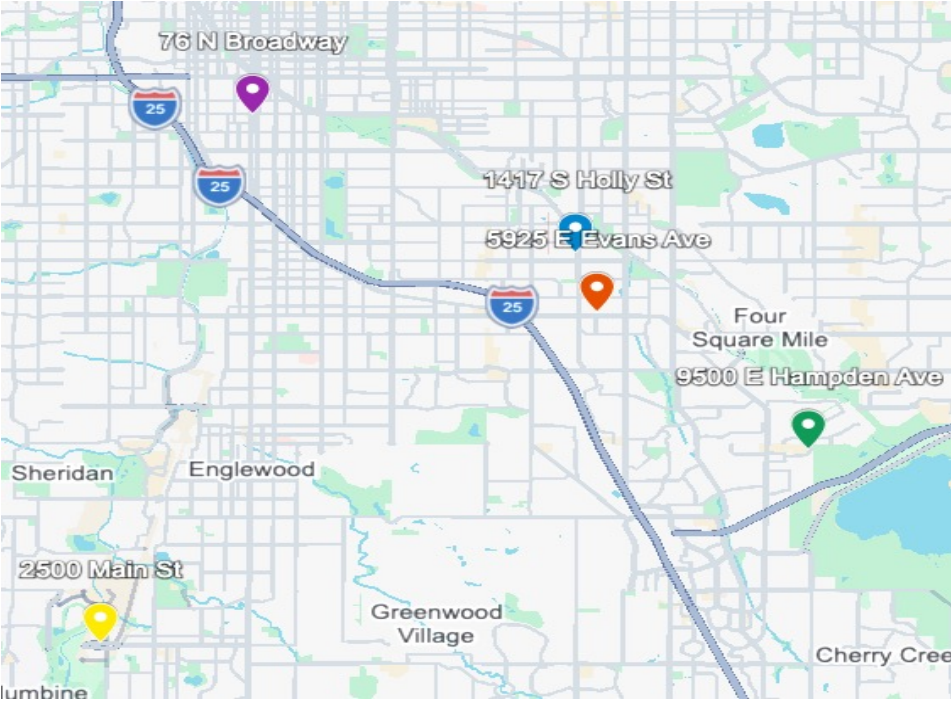 76 N Broadway
25
25
1417 S Holly St
5925 E Evans Ave
25
Four
Square Mile
9500 E Hampden Ave
Sheridan
Englewood
2500 Main St
Greenwood
Village
Cherry Cree
lumbine